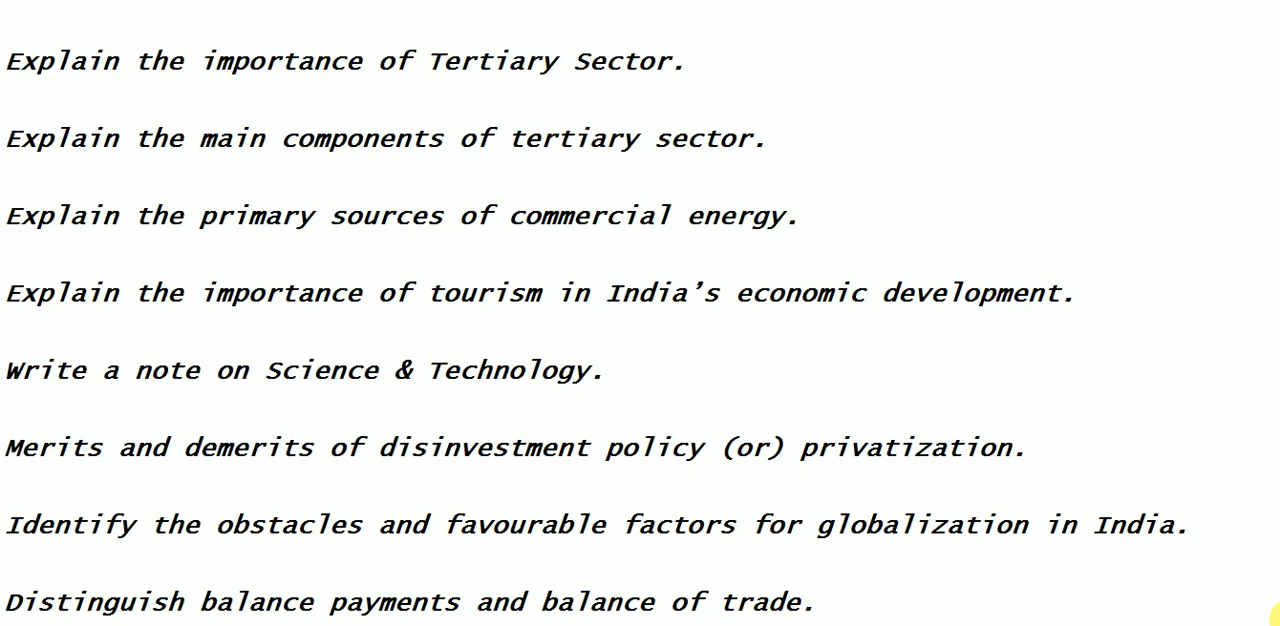 Explain the importance of Tertiary Sector.
Explain the main components of tertiary sector.
Explain the primary sources of commercial energy.
Explain the importance of tourism in India’s economic development.
Write a note on Science & Technology.
Merits and demerits of disinvestment policy (or) privatization.
Identify the obstacles and favourable factors for globalization in India.
Distinguish balance payments and balance of trade.